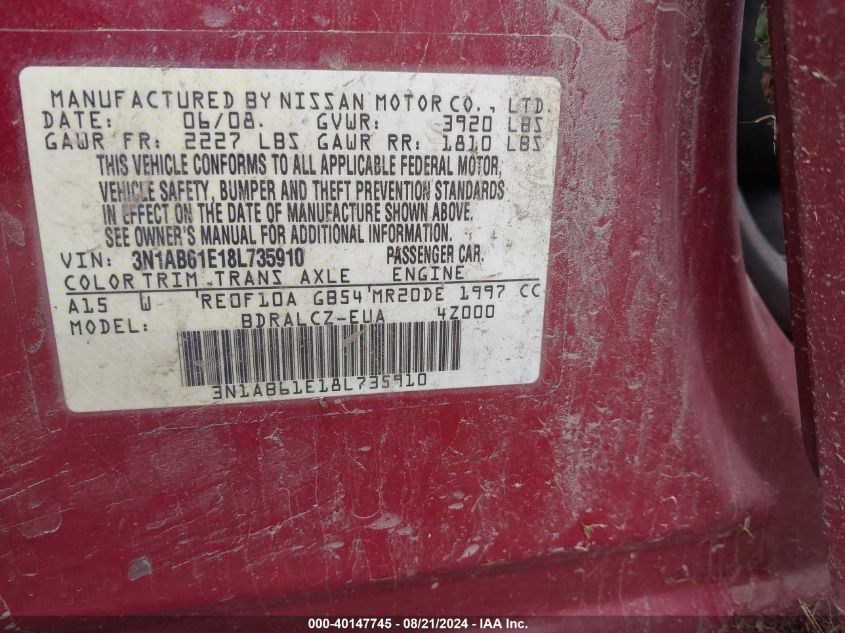 MANUFACTURED BY NISSAN MOTOR CO., LTD.
DATE: 06/08. GVWR: 3920 LBS
GAWR FR: 2227 LBS GAWR RR: 1810 LBS
THIS VEHICLE CONFORMS TO ALL APPLICABLE FEDERAL MOTOR
VEHICLE SAFETY, BUMPER AND THEFT PREVENTION STANDARDS
IN EFFECT ON THE DATE OF MANUFACTURE SHOWN ABOVE.
SEE OWNERS MANUAL FOR ADDITIONAL INFORMATION.
VIN: 3N1AB61E18L735910 PASSENGER CAR.
COLOR TRIM TRANS AXLE ENGINE
A15 W RE0F10A GB54 MR20DE 1997 CC
MODEL: BDRALCZ-EUA 4Z000
3N1AB61E18L735910
000-40147745 - 08/21/2024 - IAA Inc.